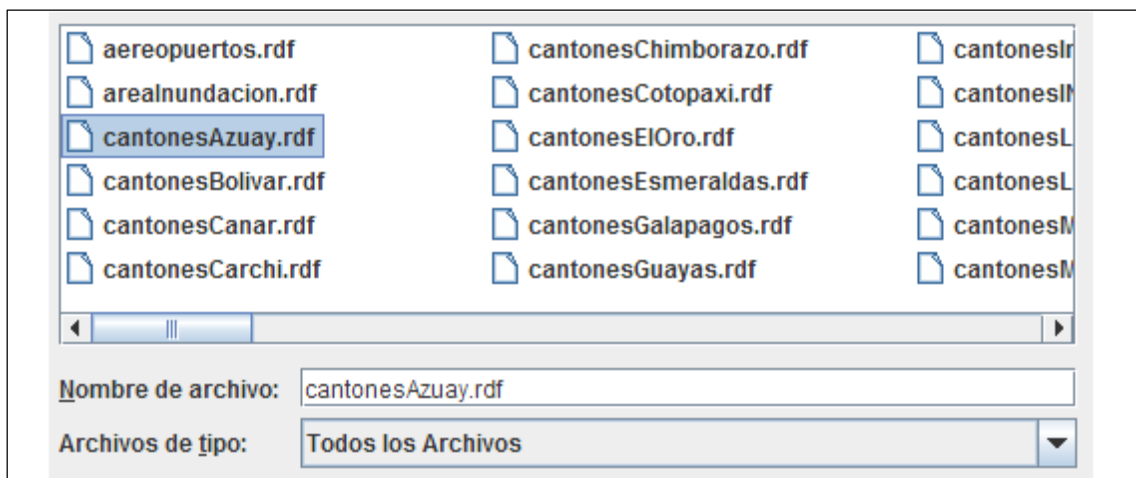 aereopuertos.rdf
areaInundacion.rdf
cantonesAzuay.rdf
cantonesBolivar.rdf
cantonesCanar.rdf
cantonesCarchi.rdf
cantonesChimborazo.rdf
cantonesCotopaxi.rdf
cantonesElOro.rdf
cantonesEsmeraldas.rdf
cantonesGalapagos.rdf
cantonesGuayas.rdf
Nombre de archivo: cantonesAzuay.rdf
Archivos de tipo: Todos los Archivos